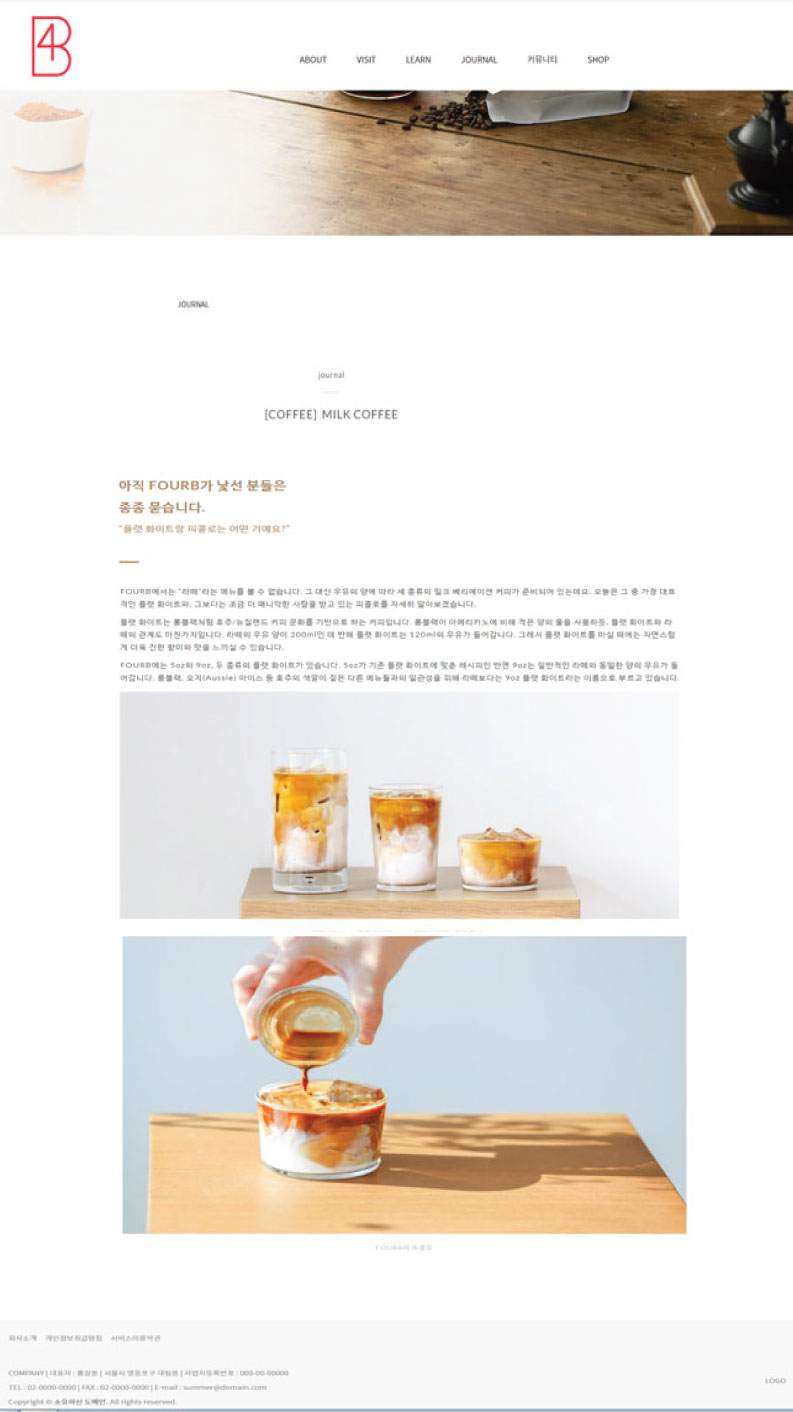 4B
ABOUT VISIT LEARN JOURNAL 커뮤니티 SHOP
JOURNAL
journal
[COFFEE] MILK COFFEE
아직 FOURB가 낯선 분들은
종종 묻습니다.
"플랫 화이트랑 피콜로는 어떤 거예요?"
FOURB에서는 "라떼"라는 메뉴를 볼 수 없습니다. 그 대신 우유의 양에 따라 세 종류의 밀크 베리에이션 커피가 준비되어 있는데요. 오늘은 그 중 가장 대표
적인 플랫 화이트와, 그보다는 조금 더 매니악한 사랑을 받고 있는 피콜로를 자세히 알아보겠습니다.
플랫 화이트는 롱블랙처럼 호주/뉴질랜드 커피 문화를 기반으로 하는 커피입니다. 롱블랙이 아메리카노에 비해 적은 양의 물을 사용하듯, 플랫 화이트와 라
떼의 관계도 마찬가지입니다. 라떼의 우유 양이 200ml인 데 반해 플랫 화이트는 120ml의 우유가 들어갑니다. 그래서 플랫 화이트를 마실 때에는 자연스럽
게 더욱 진한 향미와 맛을 느끼실 수 있습니다.
FOURB에는 5oz와 9oz, 두 종류의 플랫 화이트가 있습니다. 5oz가 기존 플랫 화이트에 맞춘 레시피인 반면 9oz는 일반적인 라떼와 동일한 양의 우유가 들
어갑니다. 롱블랙, 오지(Aussie) 아이스 등 호주의 색깔이 짙은 다른 메뉴들과의 일관성을 위해 라떼보다는 9oz 플랫 화이트라는 이름으로 부르고 있습니다.
FOURB의 피콜로
회사소개 개인정보취급방침 서비스이용약관
COMPANY | 대표자 : 홍길동 | 서울시 영등포구 대림동 | 사업자등록번호 : 000-00-00000
TEL : 02-0000-0000 | FAX : 02-0000-0000 | E-mail : summer@domain.com
LOGO
Copyright © 소유하신 도메인. All rights reserved.